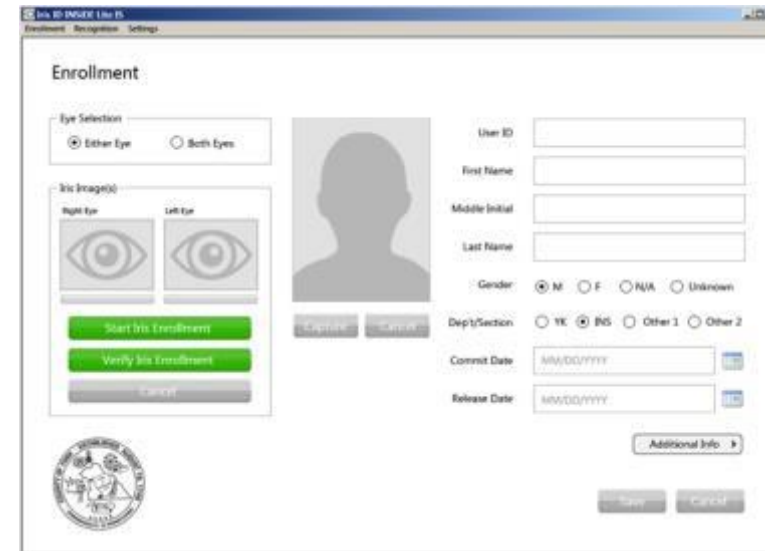 Iris ID INSIDE Lite IS
Enrollment Recognition Settings
Enrollment
Eye Selection
Either Eye Both Eyes
Iris Image(s)
Right Eye Left Eye
Start Iris Enrollment
Verify Iris Enrollment
Cancel
Capture Cancel
User ID
First Name
Middle Initial
Last Name
Gender M F N/A Unknown
Dep't/Section YK INS Other 1 Other 2
Commit Date MM/DD/YYYY
Release Date MM/DD/YYYY
Additional Info
Save Cancel